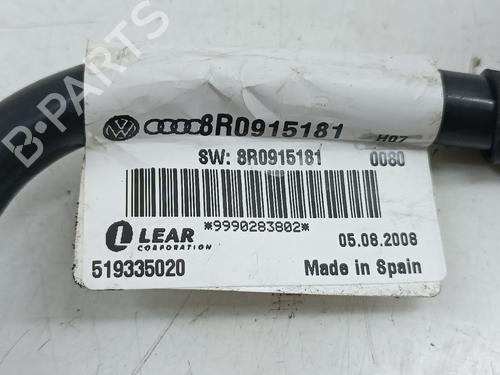 B-PARTS
8R0915181 H07
SW: 8R0915181 0080
*9990283802*
LEAR
CORPORATION
05.08.2008
519335020
Made in Spain